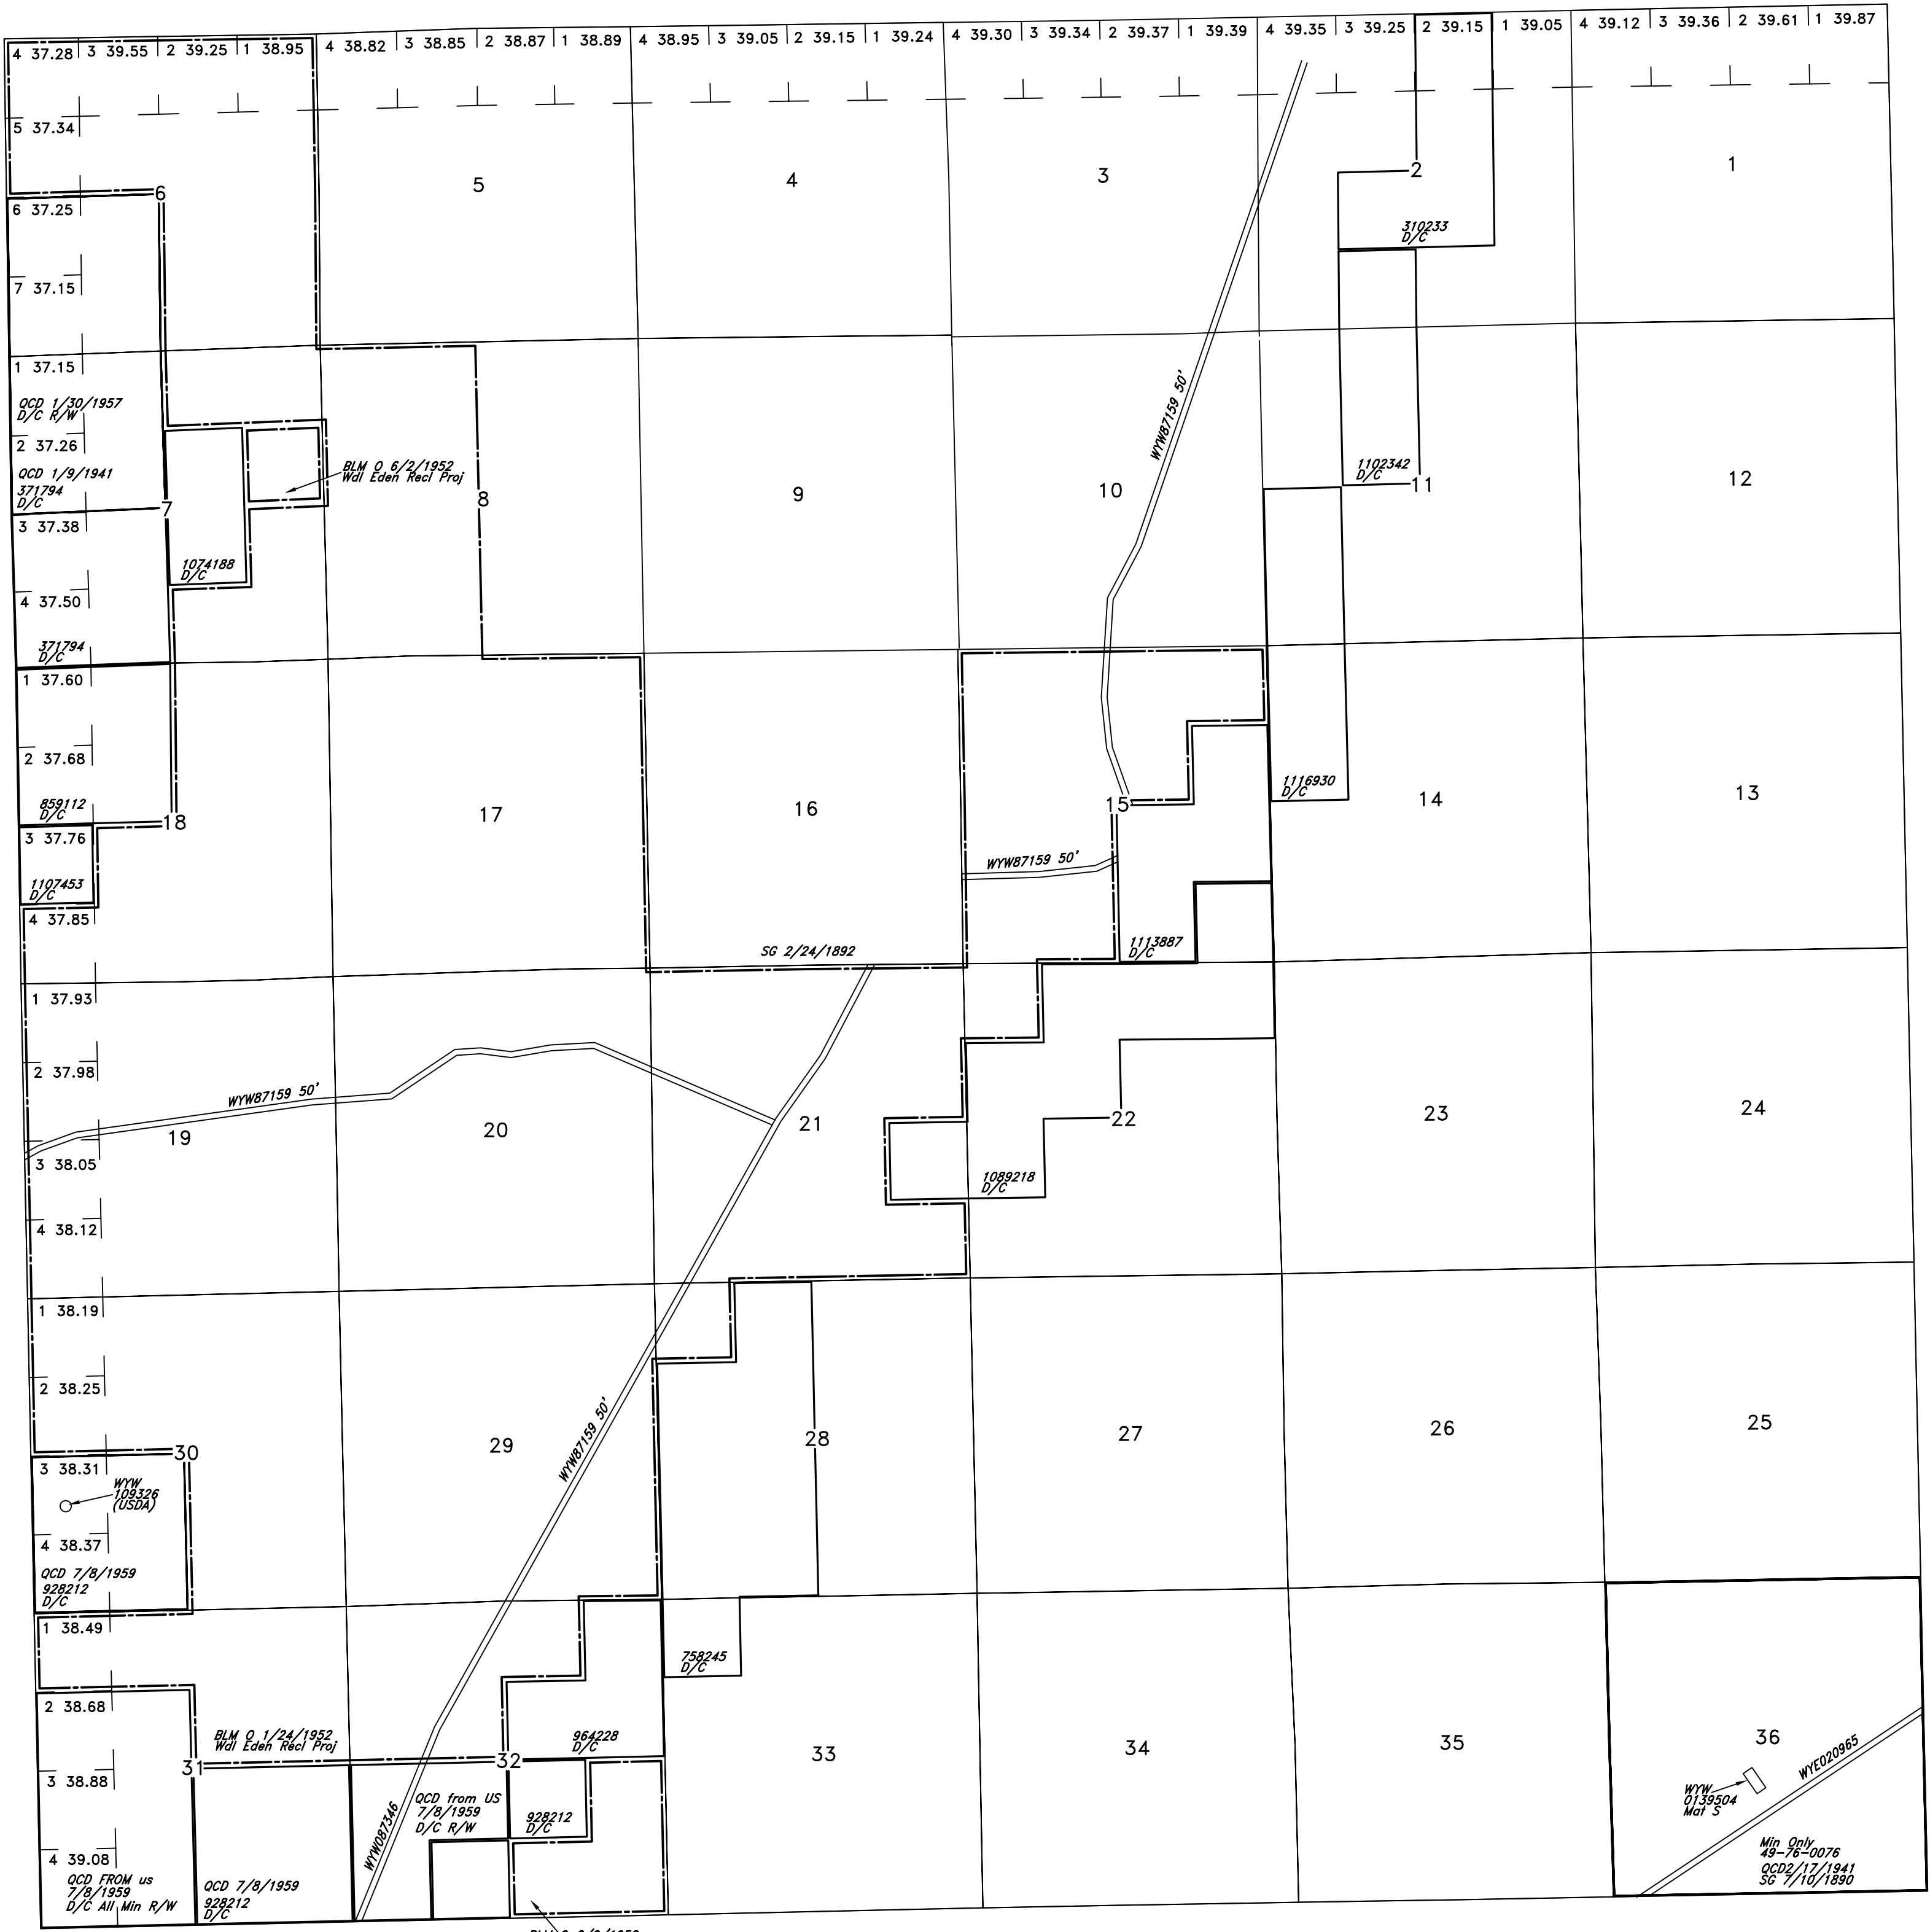 4 37.28 3 39.55 2 39.25 1 38.95 4 38.82 3 38.85 2 38.87 1 38.89 4 38.95 3 39.05 2 39.15 1 39.24 4 39.30 3 39.34 2 39.37 1 39.39 4 39.35 3 39.25 2 39.15 1 39.05 4 39.12 3 39.36 2 39.61 1 39.87
5 37.34
6 5 4 3 2 1
6 37.25
310233
D/C
7 37.15
1 37.15
QCD 1/30/1957
D/C R/W
2 37.26
WYW87159 50'
QCD 1/9/1941
371794
D/C
BLM O 6/2/1952
Wdl Eden Recl Proj
1102342
D/C
7 8 9 10 11 12
3 37.38
1074188
D/C
4 37.50
371794
D/C
1 37.60
2 37.68
1116930
D/C
859112
D/C
18 17 16 15 14 13
3 37.76
WYW87159 50'
1107453
D/C
4 37.85
SG 2/24/1892
1113887
D/C
1 37.93
2 37.98
WYW87159 50'
19 20 21 22 23 24
3 38.05
1089218
D/C
4 38.12
1 38.19
2 38.25
WYW87159 50'
30 29 28 27 26 25
3 38.31
WYW
109326
(USDA)
4 38.37
QCD 7/8/1959
928212
D/C
1 38.49
758245
D/C
2 38.68
BLM O 1/24/1952
Wdl Eden Recl Proj
964228
D/C
31 32 33 34 35 36
3 38.88
WYE020965
WYW
0139504
Mat S
QCD from US
7/8/1959
D/C R/W
928212
D/C
WYW087346
4 39.08
QCD FROM us
7/8/1959
D/C All Min R/W
QCD 7/8/1959
928212
D/C
Min Only
49-76-0076
QCD2/17/1941
SG 7/10/1890